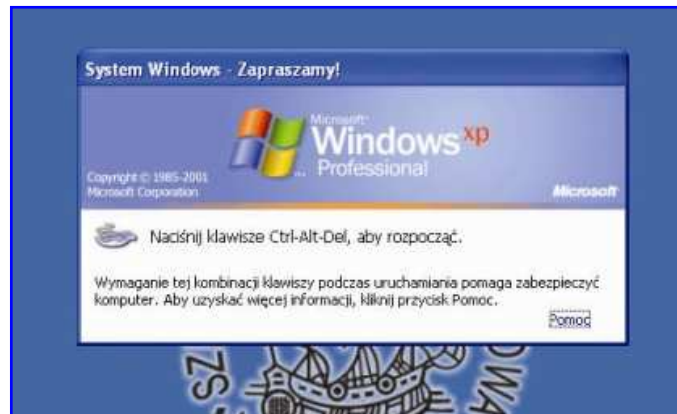 System Windows - Zapraszamy!
Microsoft
Windows xp
Professional
Copyright © 1985-2001
Microsoft Corporation
Microsoft
Naciśnij klawisze Ctrl-Alt-Del, aby rozpocząć.
Wymaganie tej kombinacji klawiszy podczas uruchamiania pomaga zabezpieczyć
komputer. Aby uzyskać więcej informacji, kliknij przycisk Pomoc.
Pomoc